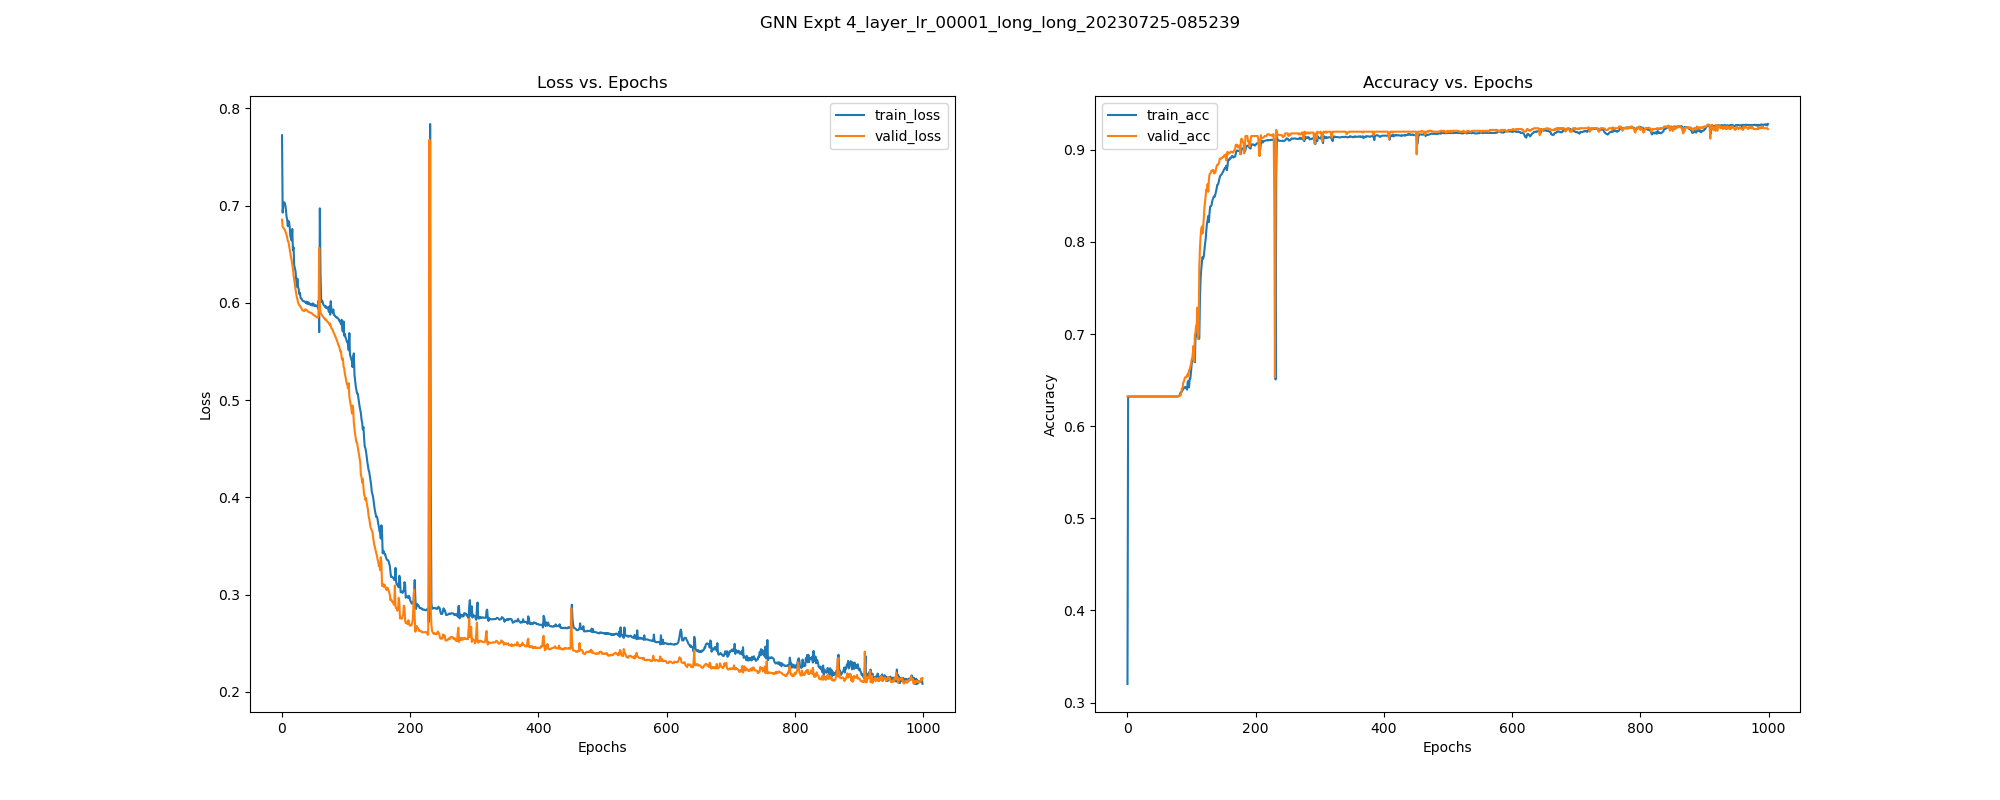 GNN Expt 4_layer_lr_00001_long_long_20230725-085239
Loss vs. Epochs
0.8
0.7
0.6
0.5
0.4
0.3
0.2
Loss
train_loss
valid_loss
0 200 400 600 800 1000
Epochs
Accuracy vs. Epochs
train_acc
valid_acc
0.9
0.8
0.7
0.6
0.5
0.4
0.3
Accuracy
0 200 400 600 800 1000
Epochs